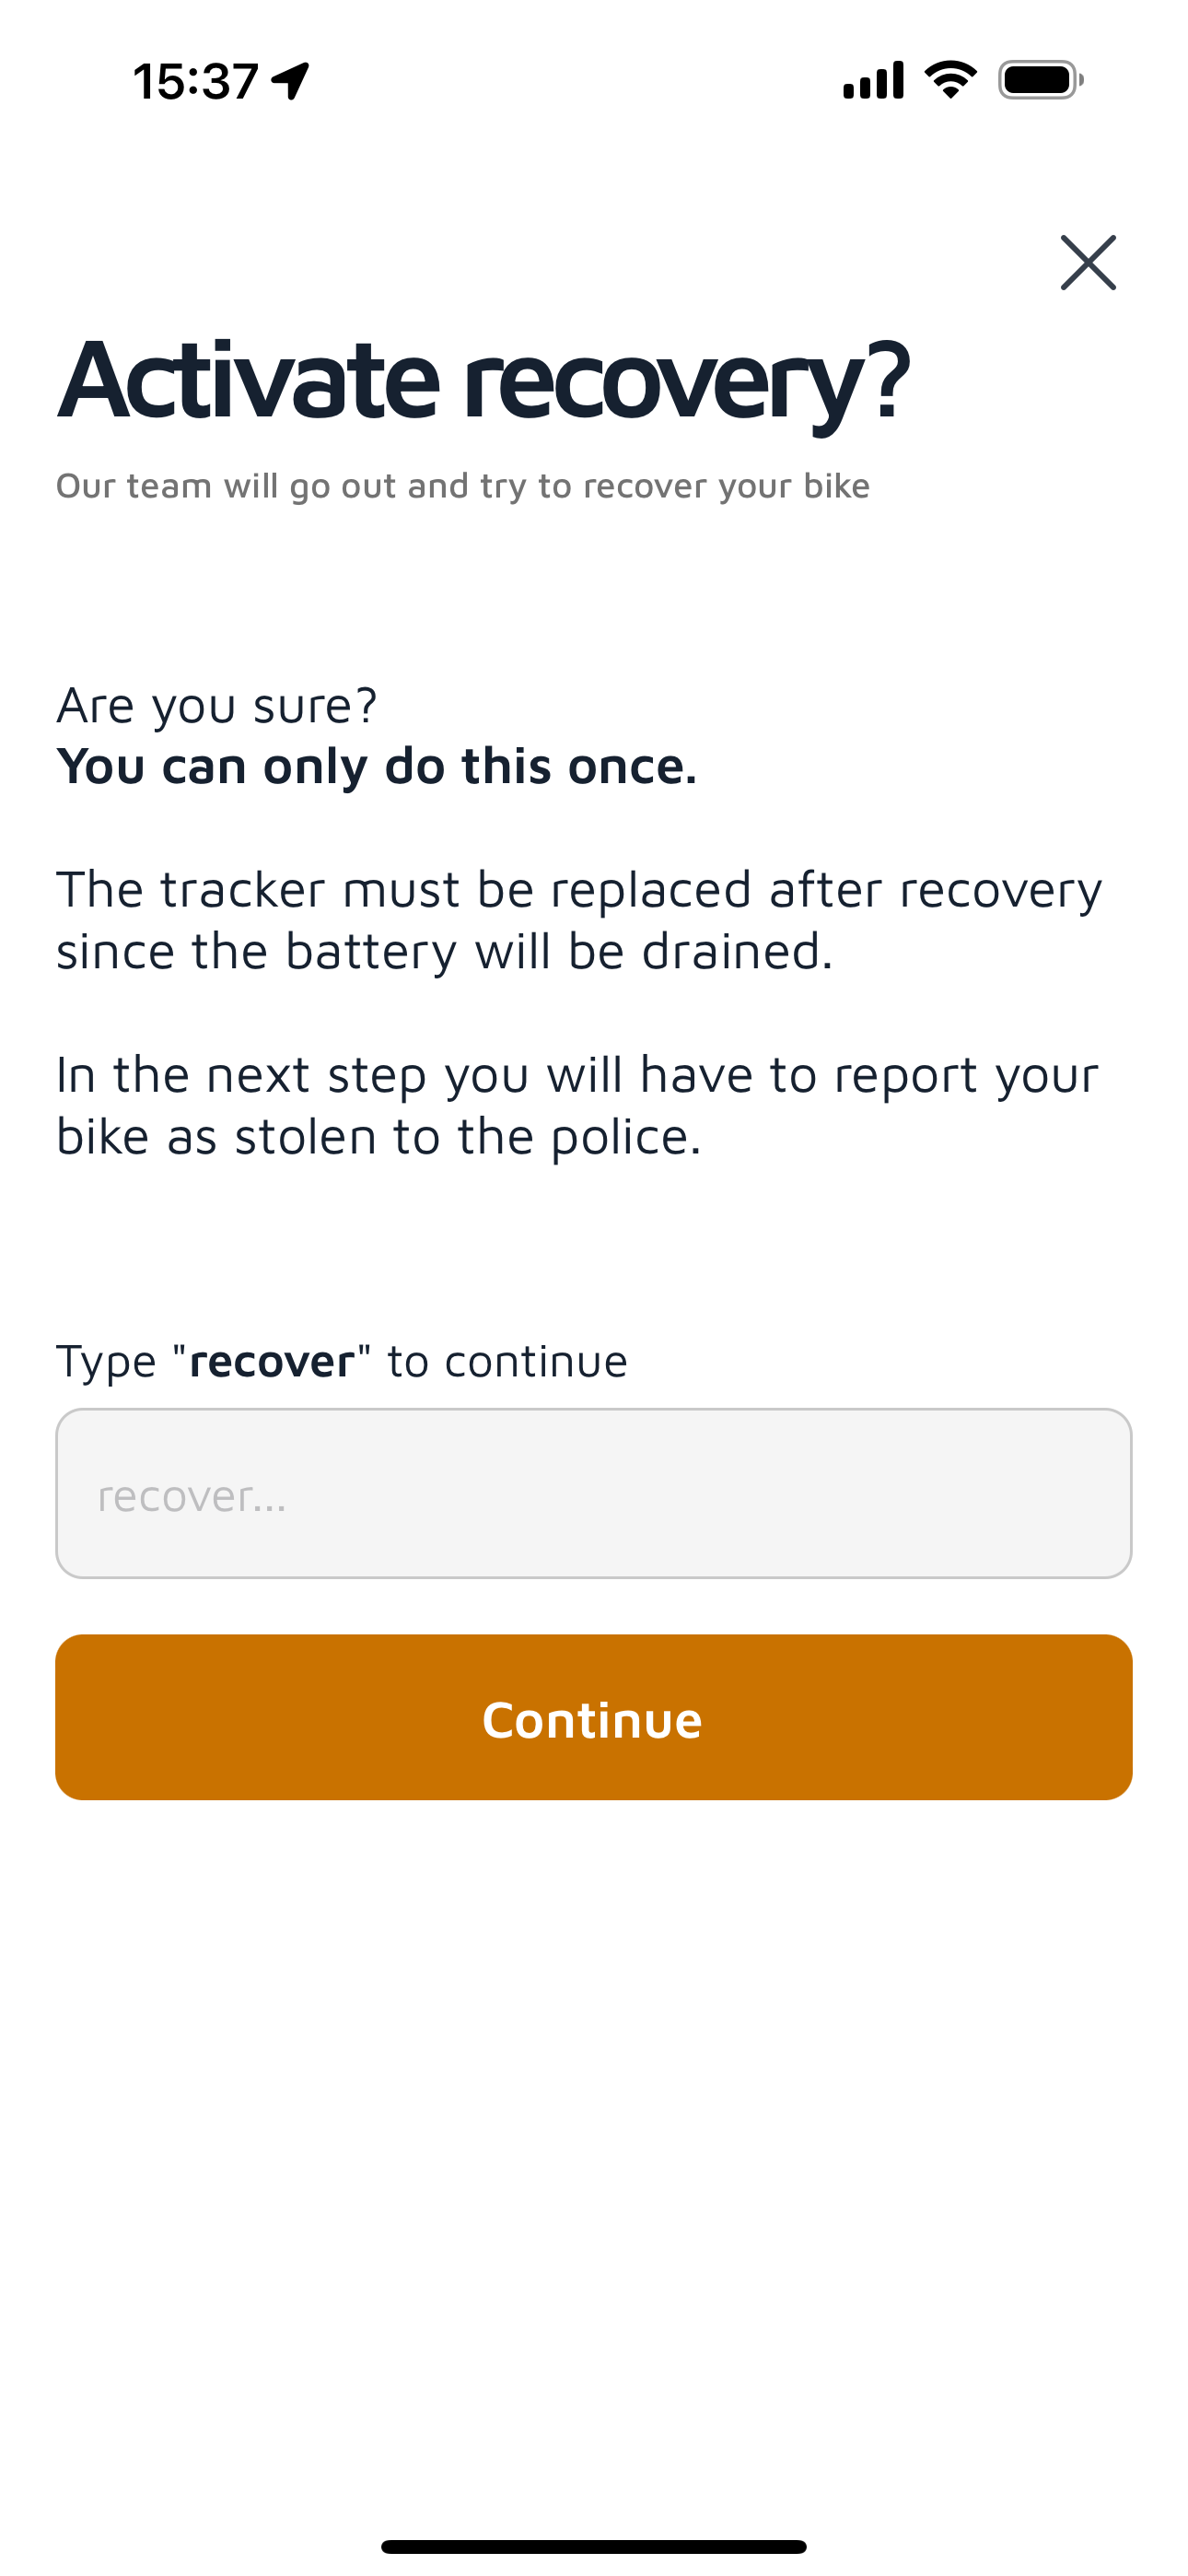 15:37
Activate recovery?
Our team will go out and try to recover your bike
Are you sure?
You can only do this once.
The tracker must be replaced after recovery
since the battery will be drained.
In the next step you will have to report your
bike as stolen to the police.
Type "recover" to continue
recover...
Continue